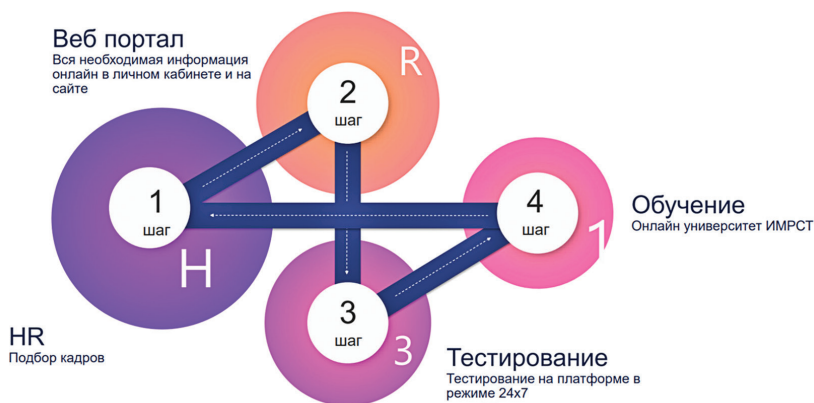 Веб портал
Вся необходимая информация
онлайн в личном кабинете и на
сайте
R
2
шаг
1
шаг
H
4
шаг
1
Обучение
Онлайн университет ИМРСТ
3
шаг
3
HR
Подбор кадров
Тестирование
Тестирование на платформе в
режиме 24x7